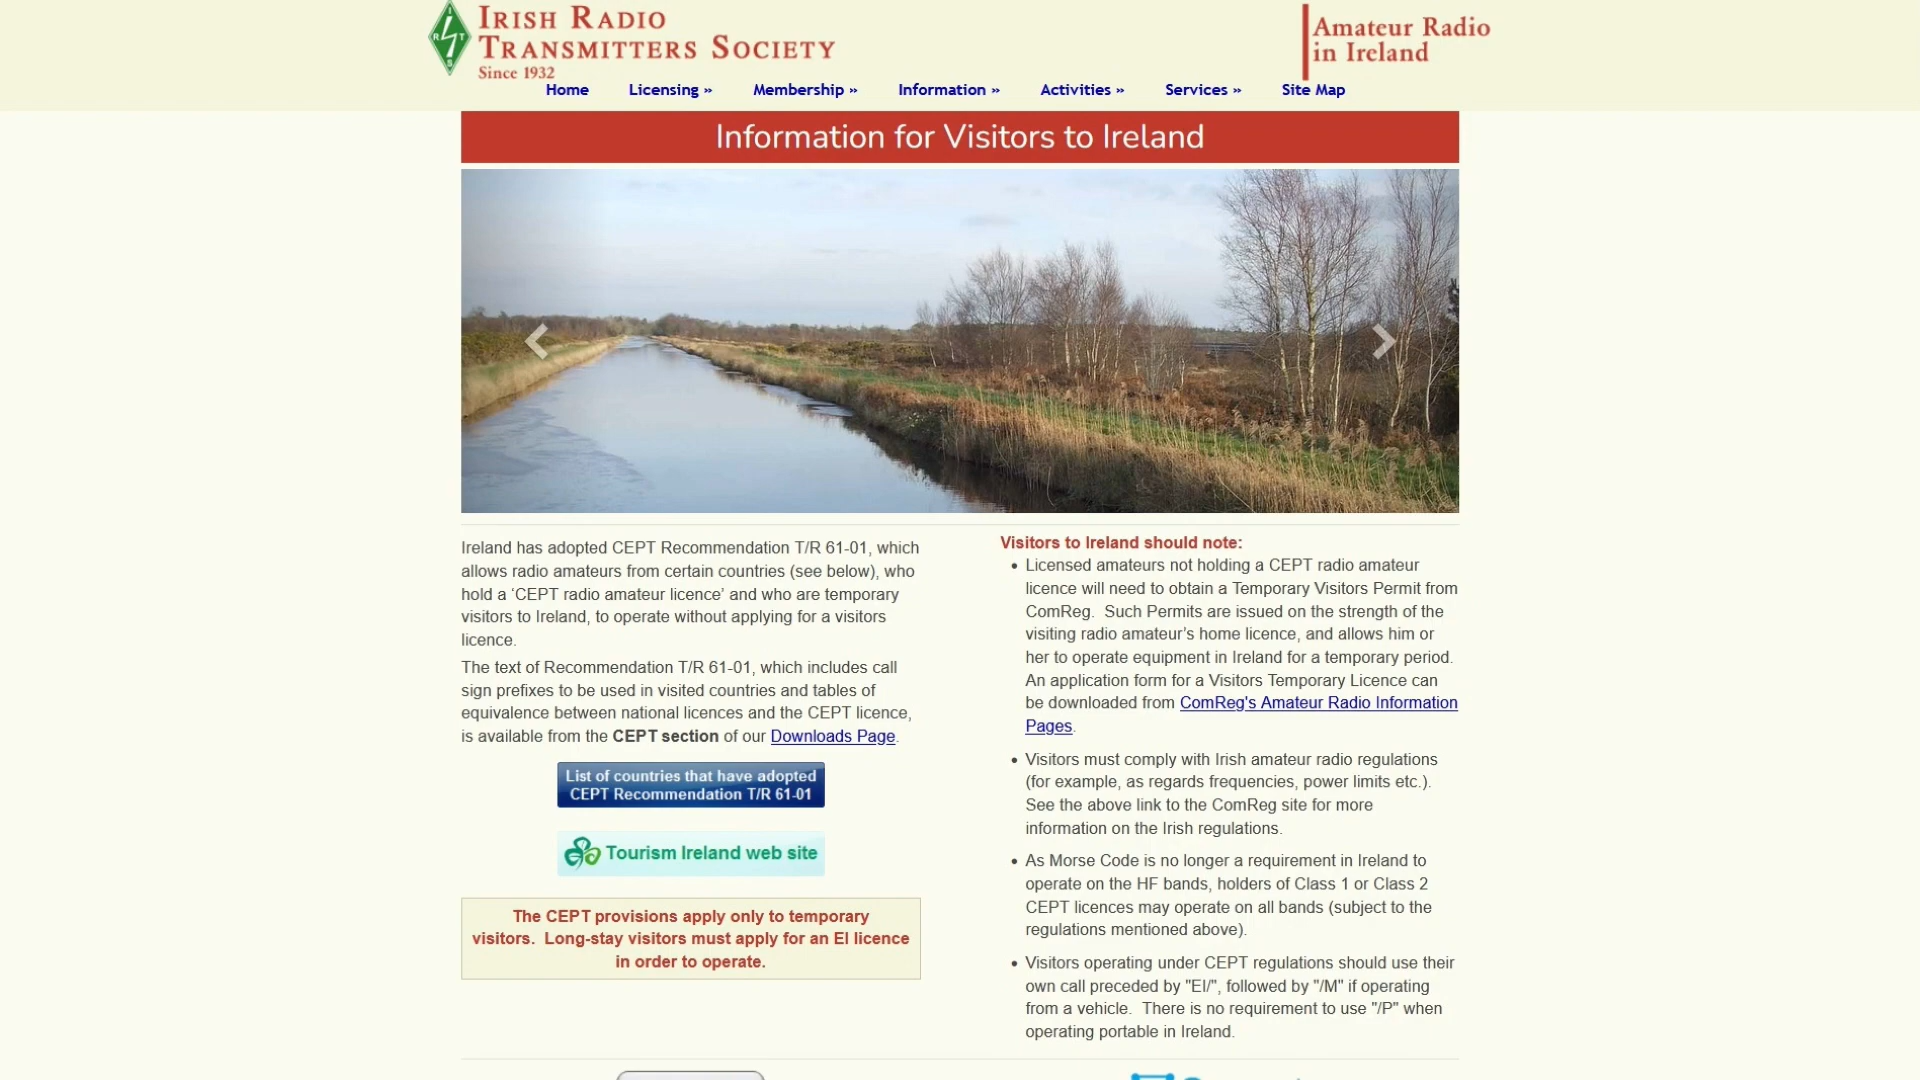 IRISH RADIO
TRANSMITTERS SOCIETY
Since 1932
I
R T
S
Amateur Radio
in Ireland
Home Licensing » Membership » Information » Activities » Services » Site Map
Information for Visitors to Ireland
Ireland has adopted CEPT Recommendation T/R 61-01, which
allows radio amateurs from certain countries (see below), who
hold a ‘CEPT radio amateur licence’ and who are temporary
visitors to Ireland, to operate without applying for a visitors
licence.
The text of Recommendation T/R 61-01, which includes call
sign prefixes to be used in visited countries and tables of
equivalence between national licences and the CEPT licence,
is available from the CEPT section of our Downloads Page.
List of countries that have adopted
CEPT Recommendation T/R 61-01
Tourism Ireland web site
The CEPT provisions apply only to temporary
visitors. Long-stay visitors must apply for an EI licence
in order to operate.
Visitors to Ireland should note:
• Licensed amateurs not holding a CEPT radio amateur
licence will need to obtain a Temporary Visitors Permit from
ComReg. Such Permits are issued on the strength of the
visiting radio amateur’s home licence, and allows him or
her to operate equipment in Ireland for a temporary period.
An application form for a Visitors Temporary Licence can
be downloaded from ComReg's Amateur Radio Information
Pages.
• Visitors must comply with Irish amateur radio regulations
(for example, as regards frequencies, power limits etc.).
See the above link to the ComReg site for more
information on the Irish regulations.
• As Morse Code is no longer a requirement in Ireland to
operate on the HF bands, holders of Class 1 or Class 2
CEPT licences may operate on all bands (subject to the
regulations mentioned above).
• Visitors operating under CEPT regulations should use their
own call preceded by "EI/", followed by "/M" if operating
from a vehicle. There is no requirement to use "/P" when
operating portable in Ireland.